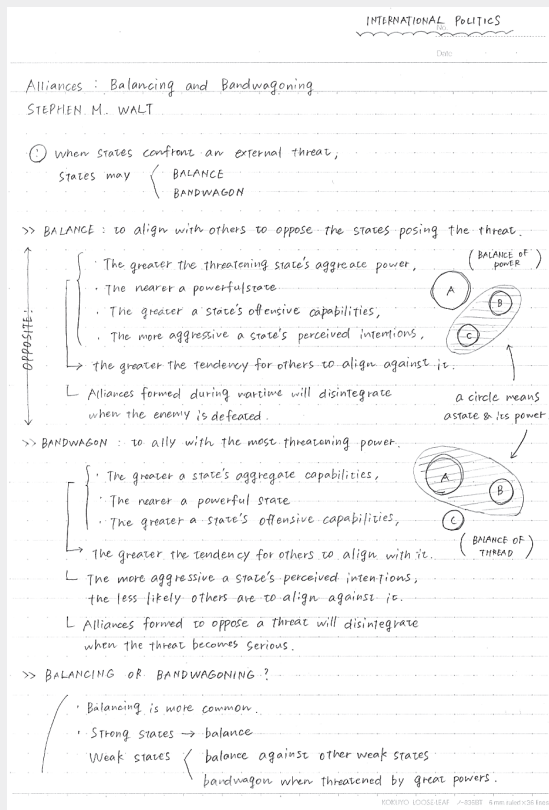 INTERNATIONAL POLITICS
No.
Date
Alliances : Balancing and Bandwagoning
STEPHEN M. WALT
! When states confront an external threat,
states may
BALANCE
BANDWAGON
>> BALANCE : to align with others to oppose the states posing the threat.
OPPOSITE!
· The greater the threatening state's aggreate power,
· The nearer a powerful state
· The greater a state's offensive capabilities,
· The more aggressive a state's perceived intentions,
→ the greater the tendency for others to align against it.
Alliances formed during wartime will disintegrate
when the enemy is defeated.
(BALANCE OF
POWER)
A
B
C
a circle means
a state & its power
>> BANDWAGON : to ally with the most threatening power.
· The greater a state's aggregate capabilities,
· The nearer a powerful state
· The greater a state's offensive capabilities,
→ the greater the tendency for others to align with it.
The more aggressive a state's perceived intentions,
the less likely others are to align against it.
Alliances formed to oppose a threat will disintegrate
when the threat becomes serious.
A
B
C
(BALANCE OF
THREAD)
>> BALANCING OR BANDWAGONING ?
· Balancing is more common.
· Strong states → balance
Weak states
balance against other weak states
bandwagon when threatened by great powers.
KOKUYO LOOSE-LEAF